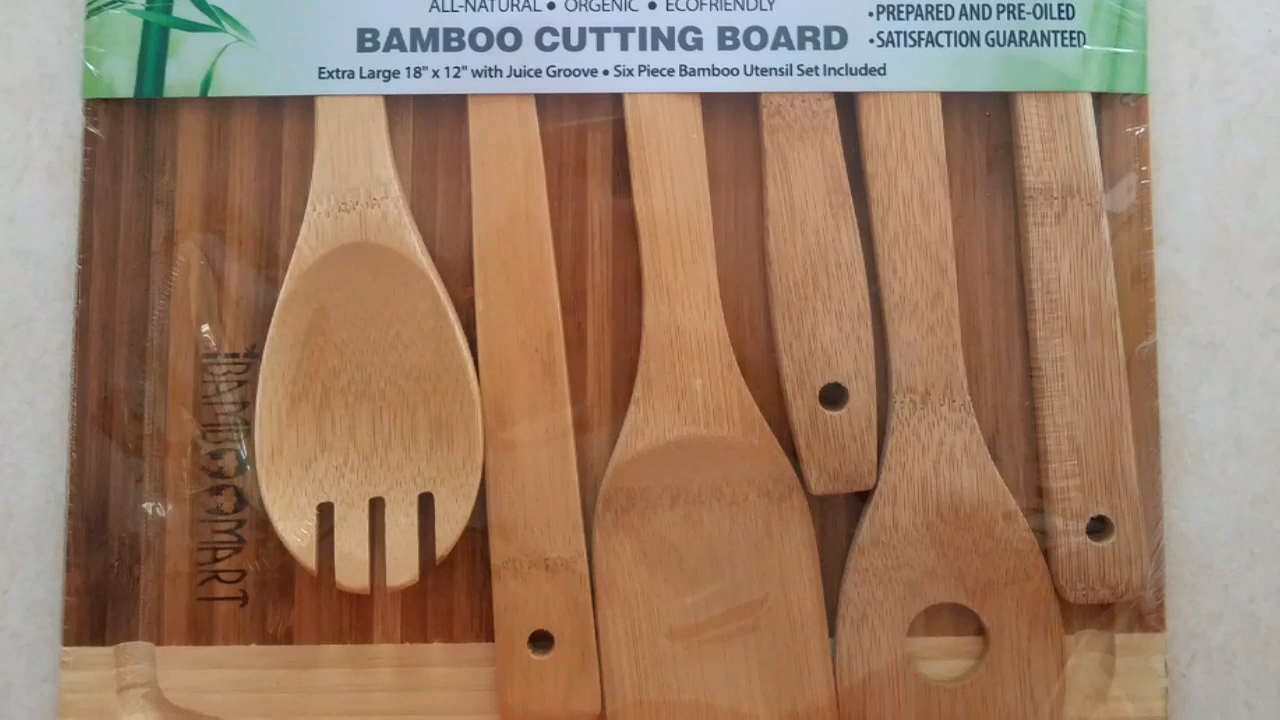 ALL-NATURAL • ORGANIC • ECOFRIENDLY
BAMBOO CUTTING BOARD
Extra Large 18" x 12" with Juice Groove • Six Piece Bamboo Utensil Set Included
•PREPARED AND PRE-OILED
•SATISFACTION GUARANTEED
BAMBOOMART